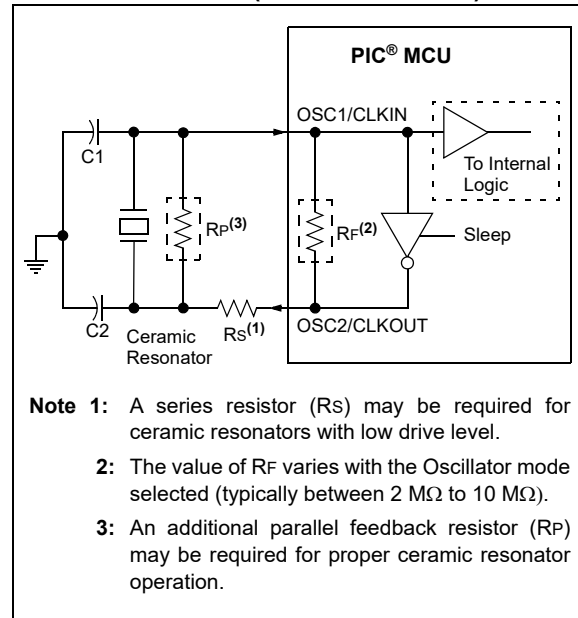 PIC® MCU
OSC1/CLKIN
C1
To Internal
Logic
RP(3)
RF(2)
Sleep
C2
Ceramic
Resonator
RS(1)
OSC2/CLKOUT
Note 1: A series resistor (RS) may be required for
ceramic resonators with low drive level.
2: The value of RF varies with the Oscillator mode
selected (typically between 2 MΩ to 10 MΩ).
3: An additional parallel feedback resistor (RP)
may be required for proper ceramic resonator
operation.